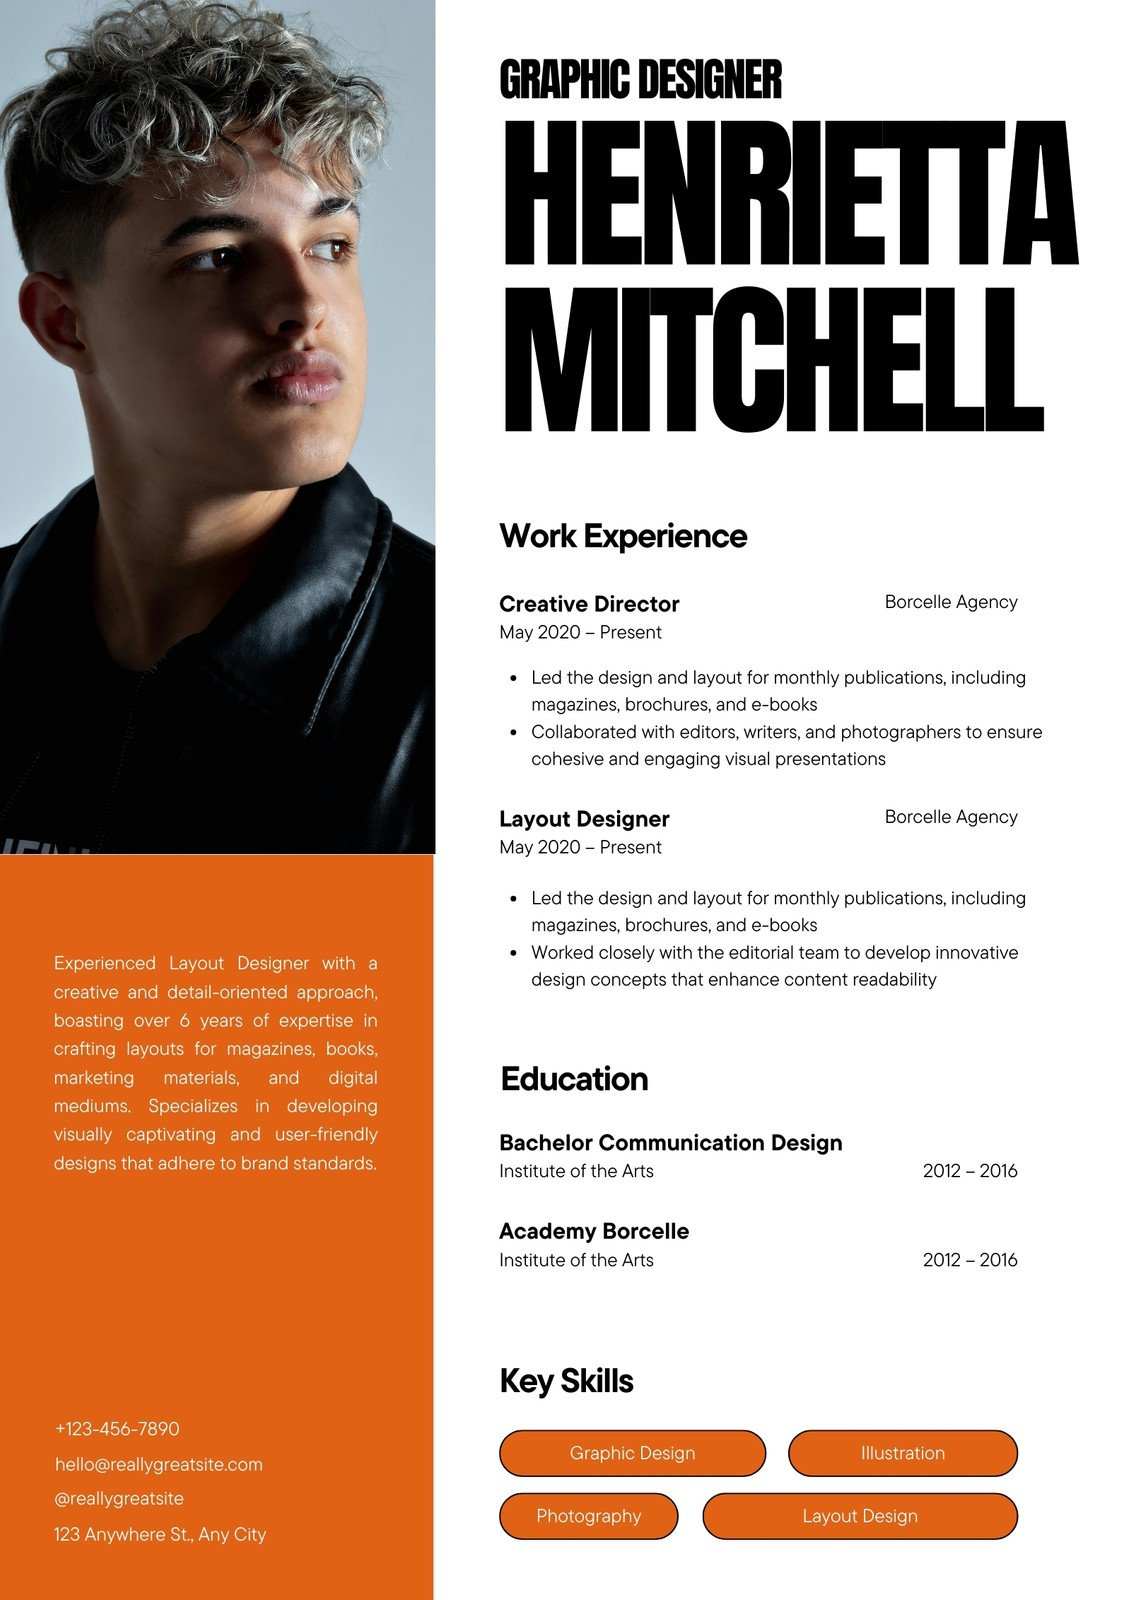 GRAPHIC DESIGNER
HENRIETTA
MITCHELL
Work Experience
Creative Director
Borcelle Agency
May 2020 – Present
• Led the design and layout for monthly publications, including
magazines, brochures, and e-books
• Collaborated with editors, writers, and photographers to ensure
cohesive and engaging visual presentations
Layout Designer
Borcelle Agency
May 2020 – Present
• Led the design and layout for monthly publications, including
magazines, brochures, and e-books
• Worked closely with the editorial team to develop innovative
design concepts that enhance content readability
Education
Bachelor Communication Design
Institute of the Arts
2012 – 2016
Academy Borcelle
Institute of the Arts
2012 – 2016
Key Skills
Graphic Design
Illustration
Photography
Layout Design
Experienced Layout Designer with a
creative and detail-oriented approach,
boasting over 6 years of expertise in
crafting layouts for magazines, books,
marketing materials, and digital
mediums. Specializes in developing
visually captivating and user-friendly
designs that adhere to brand standards.
+123-456-7890
hello@reallygreatsite.com
@reallygreatsite
123 Anywhere St., Any City